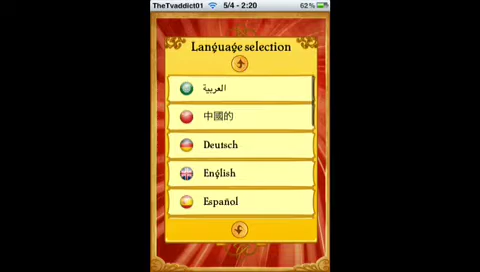 TheTvaddict01 5/4 - 2:20 62%
Language selection
العربية
中國的
Deutsch
English
Español